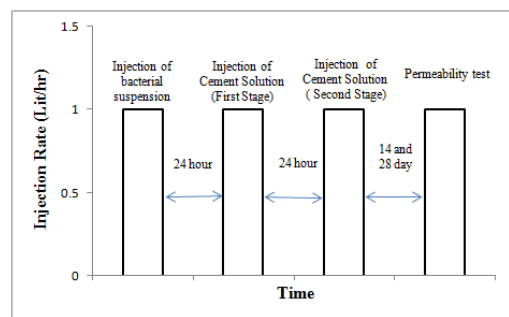 1.5
1
0.5
0
Injection Rate (Lit/hr)
Injection of
bacterial
suspension
Injection of
Cement Solution
(First Stage)
Injection of
Cement Solution
( Second Stage)
Permeability test
24 hour
24 hour
14 and
28 day
Time